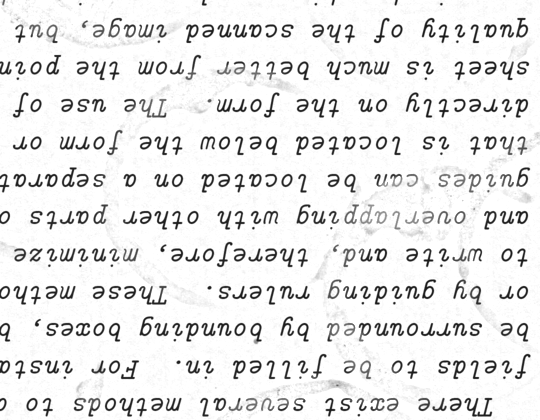 There exist several methods to
fields to be filled in. For insta
be surrounded by bounding boxes, b
or by guiding rulers. These metho
to write and, therefore, minimize
and overlapping with other parts o
guides can be located on a separat
that is located below the form or
directly on the form. The use of
sheet is much better from the poin
quality of the scanned image, but